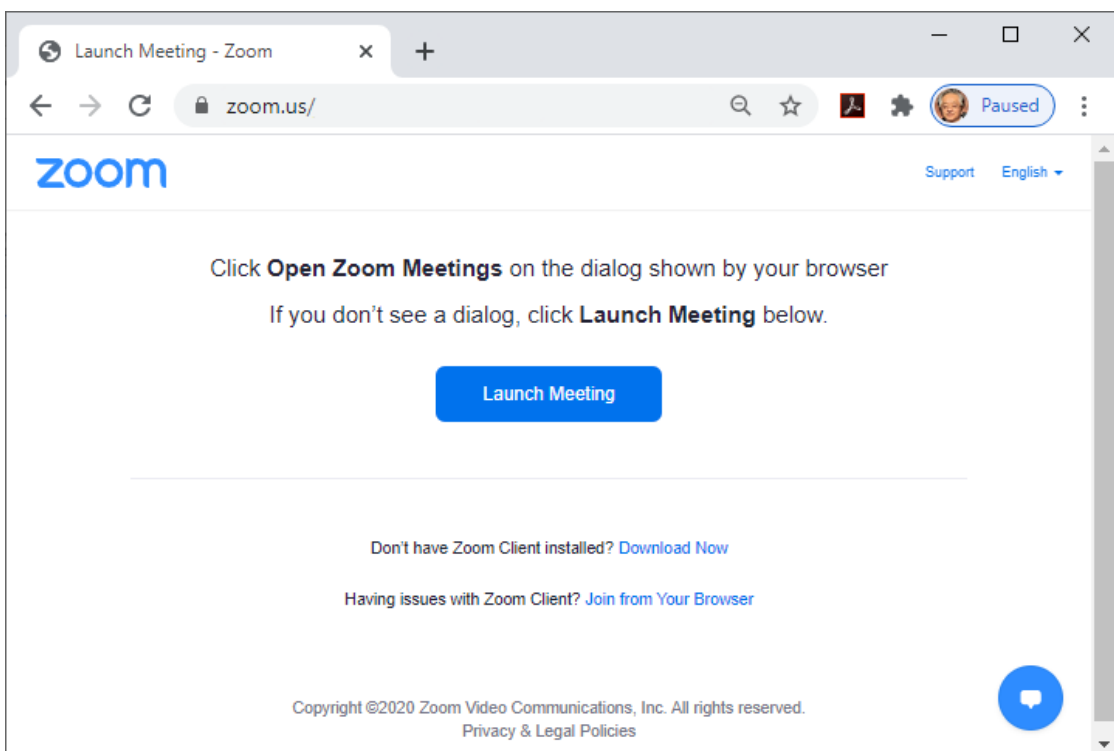 Launch Meeting - Zoom
zoom.us/
Paused
zoom
Support English
Click Open Zoom Meetings on the dialog shown by your browser
If you don’t see a dialog, click Launch Meeting below.
Launch Meeting
Don’t have Zoom Client installed? Download Now
Having issues with Zoom Client? Join from Your Browser
Copyright ©2020 Zoom Video Communications, Inc. All rights reserved.
Privacy & Legal Policies